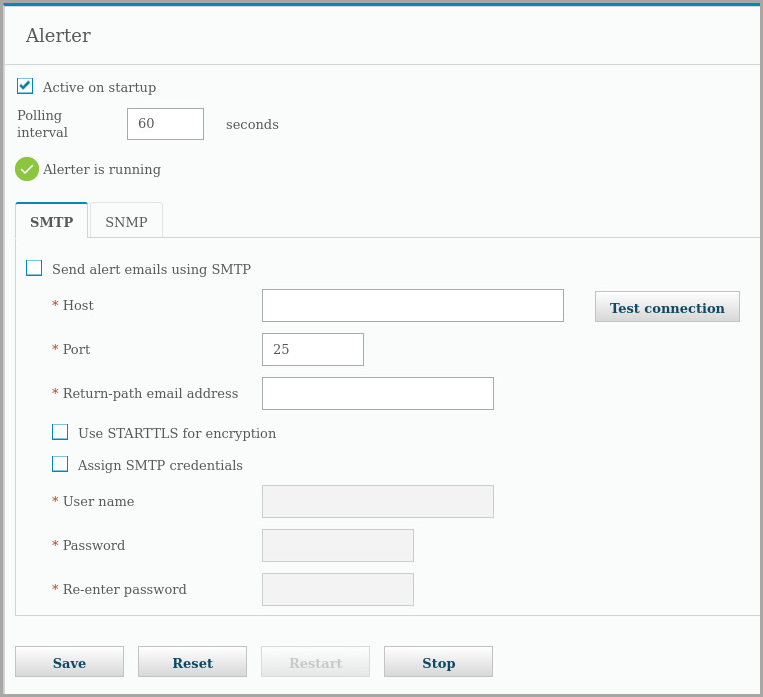 Alerter
Active on startup
Polling
interval
60
seconds
Alerter is running
SMTP
SNMP
Send alert emails using SMTP
* Host
Test connection
* Port
25
* Return-path email address
Use STARTTLS for encryption
Assign SMTP credentials
* User name
* Password
* Re-enter password
Save
Reset
Restart
Stop